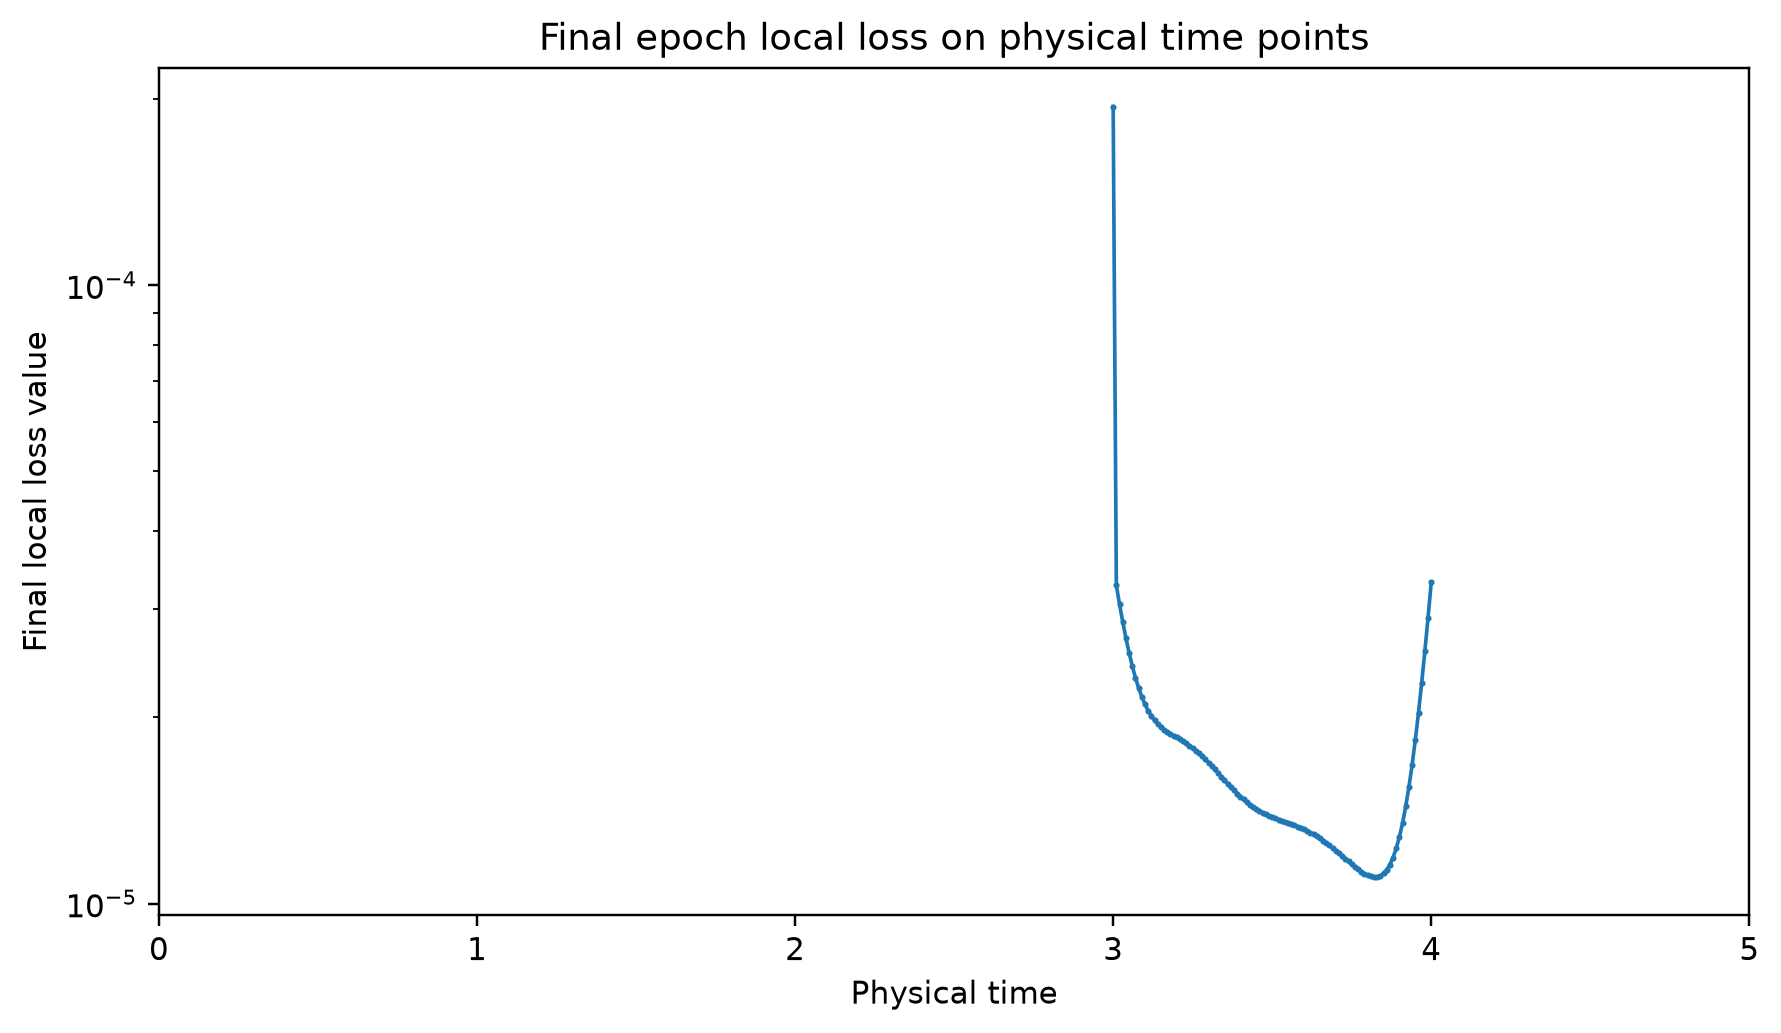 Final epoch local loss on physical time points
Final local loss value
10⁻⁴
10⁻⁵
0 1 2 3 4 5
Physical time